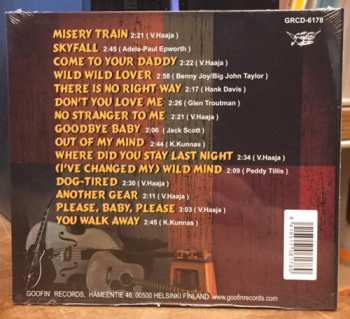 GRCD-6178
MISERY TRAIN 2:21 ( V.Haaja )
SKYFALL 2:45 ( Adele-Paul Epworth )
COME TO YOUR DADDY 2:22 ( V.Haaja )
WILD WILD LOVER 2:58 ( Benny Joy/Big John Taylor )
THERE IS NO RIGHT WAY 2:17 ( Hank Davis )
DON'T YOU LOVE ME 2:26 ( Glen Troutman )
NO STRANGER TO ME 2:21 ( V.Haaja )
GOODBYE BABY 2:06 ( Jack Scott )
OUT OF MY MIND 2:44 ( K.Kunnas )
WHERE DID YOU STAY LAST NIGHT 2:34 ( V.Haaja )
(I'VE CHANGED MY) WILD MIND 2:09 ( Peddy Tillis )
DOG-TIRED 2:30 ( V.Haaja )
ANOTHER GEAR 2:11 ( V.Haaja )
PLEASE, BABY, PLEASE 3:03 ( V.Haaja )
YOU WALK AWAY 2:45 ( K.Kunnas )
GOOFIN' RECORDS, HÄMEENTIE 46, 00500 HELSINKI FINLAND www.goofinrecords.com